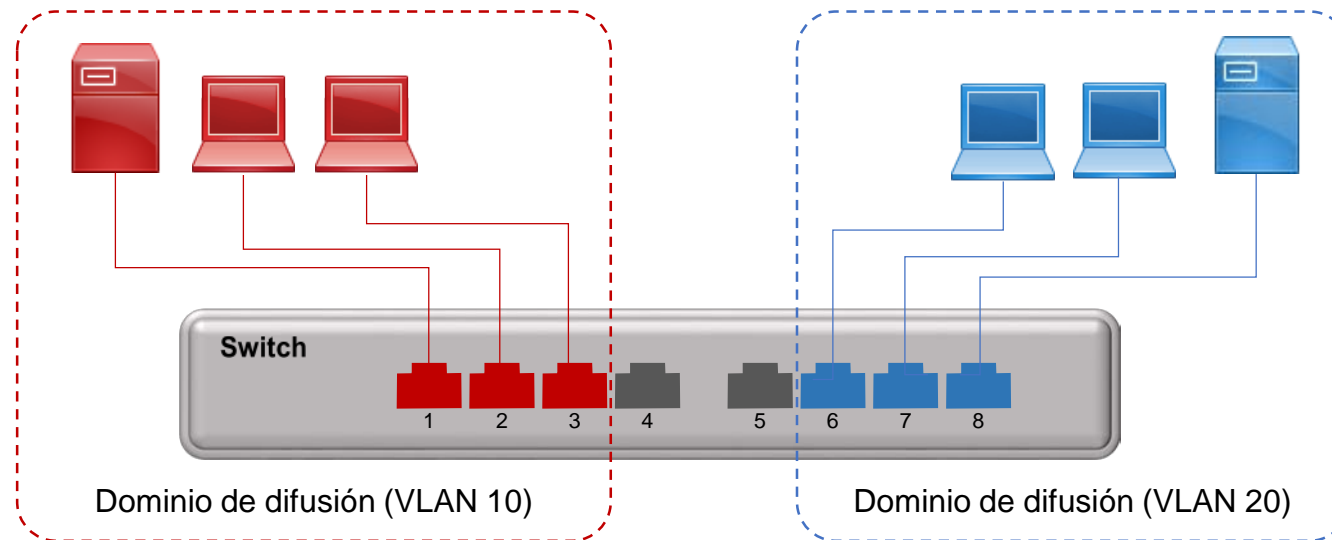 Switch
1 2 3 4 5 6 7 8
Dominio de difusión (VLAN 10)
Dominio de difusión (VLAN 20)